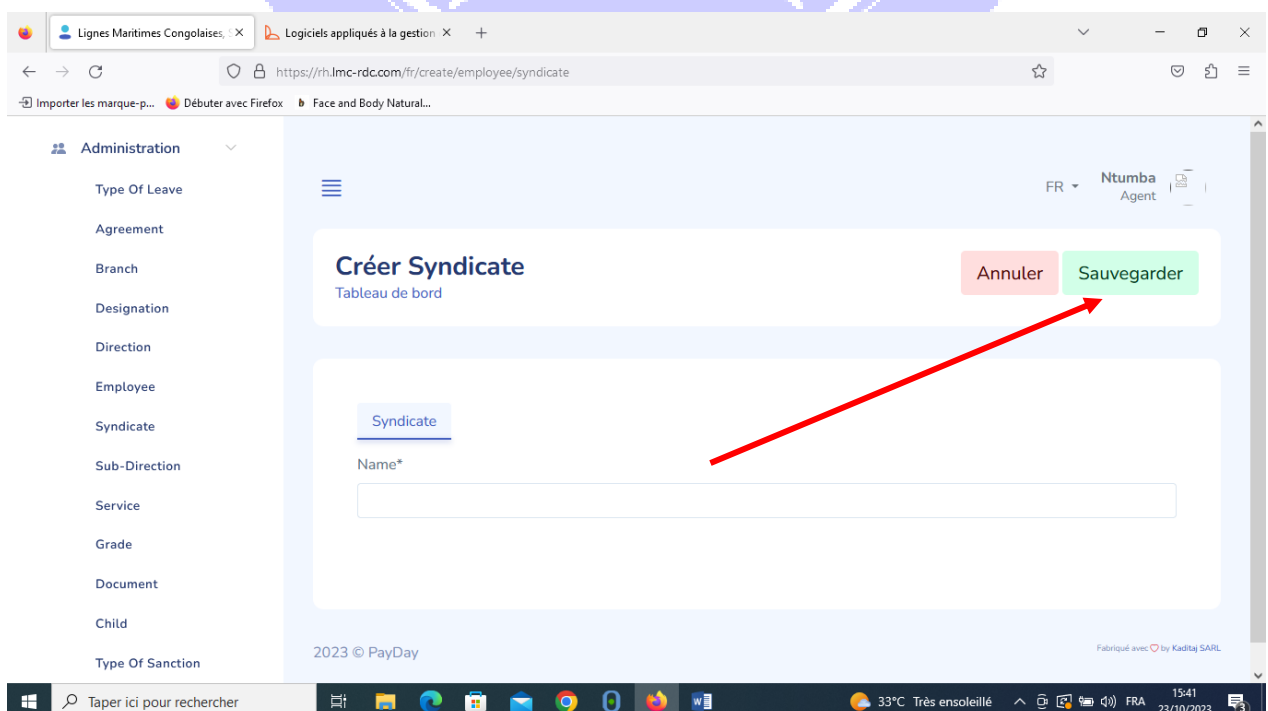 Lignes Maritimes Congolaises, S
Logiciels appliqués à la gestion
https://rh.lmc-rdc.com/fr/create/employee/syndicate
Importer les marque-p...
Débuter avec Firefox
b Face and Body Natural...
Administration
Type Of Leave
Agreement
Branch
Designation
Direction
Employee
Syndicate
Sub-Direction
Service
Grade
Document
Child
Type Of Sanction
FR
Ntumba
Agent
Créer Syndicate
Tableau de bord
Annuler
Sauvegarder
Syndicate
Name*
2023 © PayDay
Fabriqué avec by Kaditaj SARL
Taper ici pour rechercher
33°C Très ensoleillé
FRA
15:41
23/10/2023
3